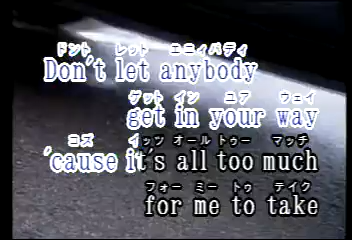 ドント レット エニィバディ
Don't let anybody
ゲット イン ユア ウェイ
get in your way
コズ イッツ オール トゥー マッチ
'cause it's all too much
フォー ミー トゥ テイク
for me to take